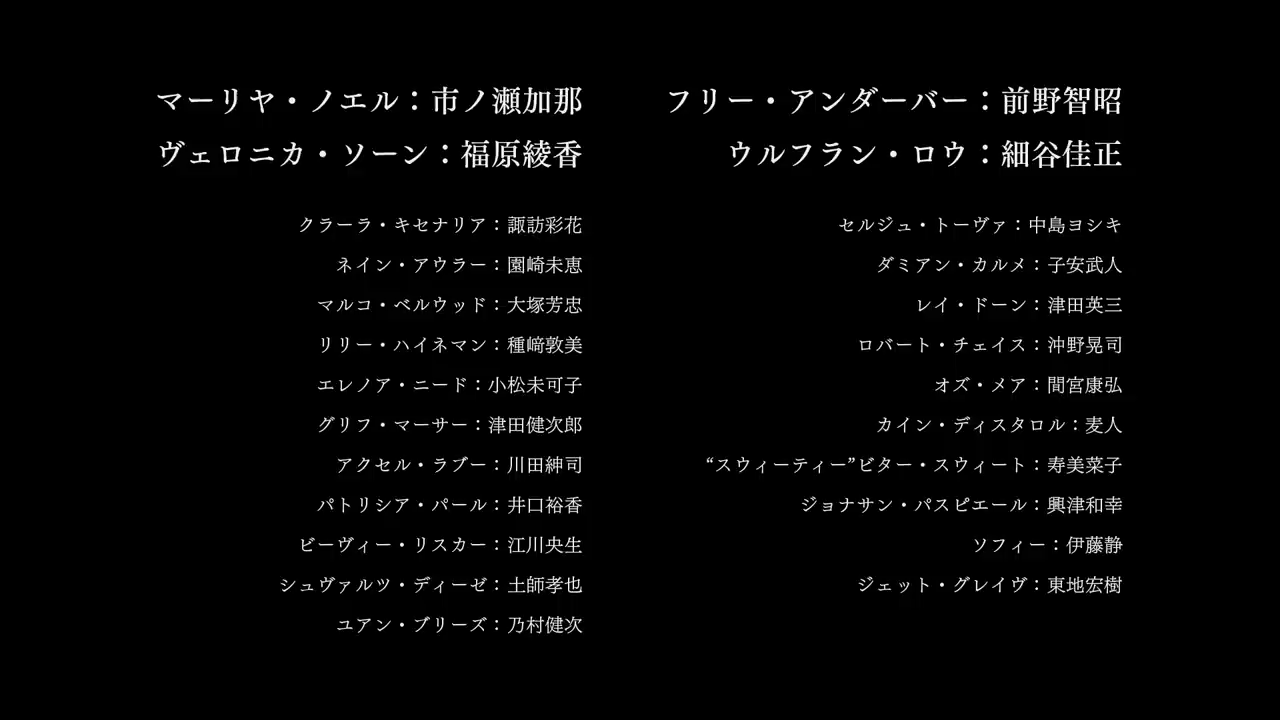 マーリヤ・ノエル：市ノ瀬加那
ヴェロニカ・ソーン：福原綾香
クラーラ・キセナリア：諏訪彩花
ネイン・アウラー：園崎未恵
マルコ・ベルウッド：大塚芳忠
リリー・ハイネマン：種﨑敦美
エレノア・ニード：小松未可子
グリフ・マーサー：津田健次郎
アクセル・ラブー：川田紳司
パトリシア・パール：井口裕香
ビーヴィー・リスカー：江川央生
シュヴァルツ・ディーゼ：土師孝也
ユアン・ブリーズ：乃村健次
フリー・アンダーバー：前野智昭
ウルフラン・ロウ：細谷佳正
セルジュ・トーヴァ：中島ヨシキ
ダミアン・カルメ：子安武人
レイ・ドーン：津田英三
ロバート・チェイス：沖野晃司
オズ・メア：間宮康弘
カイン・ディスタロル：麦人
“スウィーティー”ビター・スウィート：寿美菜子
ジョナサン・パスピエール：興津和幸
ソフィー：伊藤静
ジェット・グレイヴ：東地宏樹